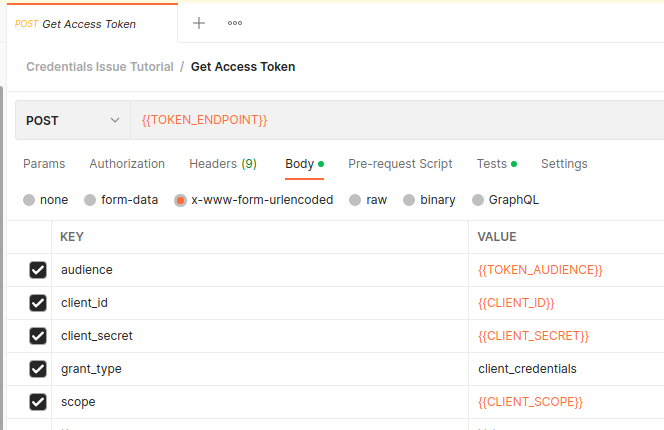 POST Get Access Token
Credentials Issue Tutorial / Get Access Token
POST {{TOKEN_ENDPOINT}}
Params Authorization Headers (9) Body Pre-request Script Tests Settings
none form-data x-www-form-urlencoded raw binary GraphQL
KEY VALUE
audience {{TOKEN_AUDIENCE}}
client_id {{CLIENT_ID}}
client_secret {{CLIENT_SECRET}}
grant_type client_credentials
scope {{CLIENT_SCOPE}}